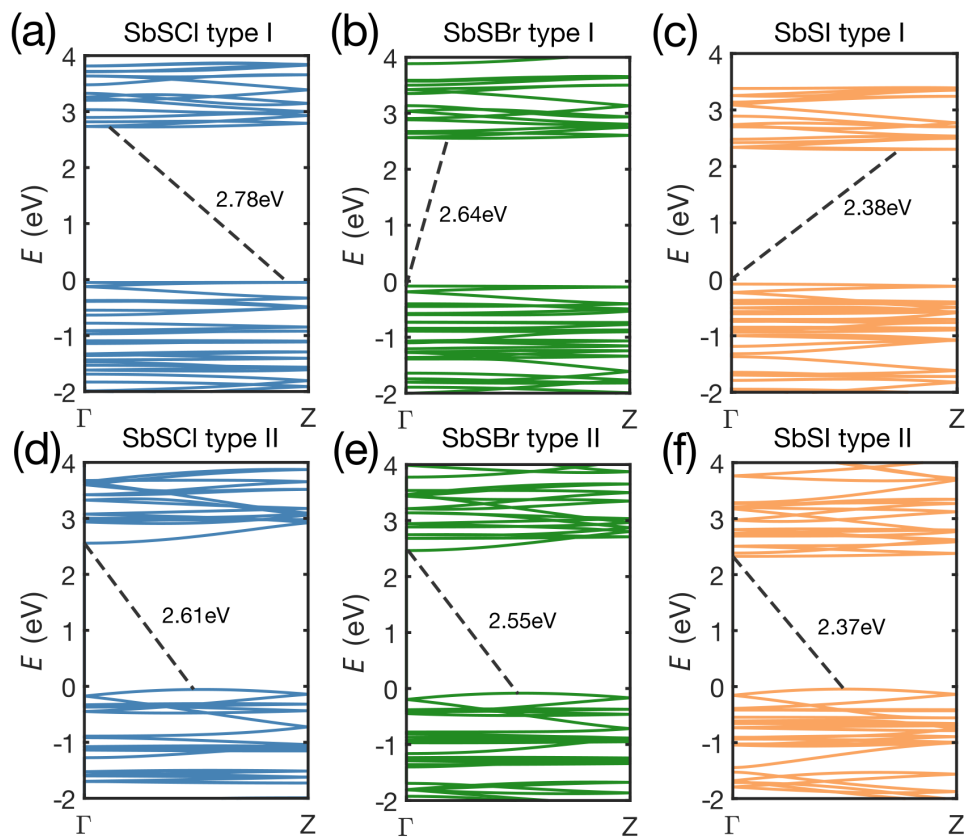 (a) SbSCl type I
(b) SbSBr type I
(c) SbSI type I
4
3
2
1
0
-1
-2
E (eV)
2.78eV
Γ Z
4
3
2
1
0
-1
-2
E (eV)
2.64eV
Γ Z
4
3
2
1
0
-1
-2
E (eV)
2.38eV
Γ Z
(d) SbSCl type II
(e) SbSBr type II
(f) SbSI type II
4
3
2
1
0
-1
-2
E (eV)
2.61eV
Γ Z
4
3
2
1
0
-1
-2
E (eV)
2.55eV
Γ Z
4
3
2
1
0
-1
-2
E (eV)
2.37eV
Γ Z